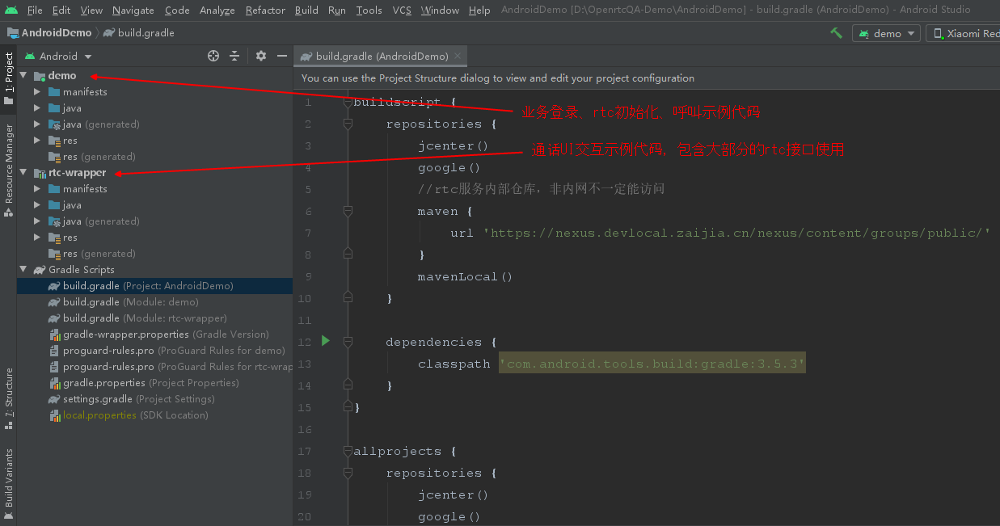 File Edit View Navigate Code Analyze Refactor Build Run Tools VCS Window Help AndroidDemo [D:\OpenrtcQA-Demo\AndroidDemo] - build.gradle (AndroidDemo) - Android Studio
AndroidDemo build.gradle demo Xiaomi Red
1: Project
Resource Manager
Z: Structure
Build Variants
Android
demo
manifests
java
java (generated)
res
res (generated)
rtc-wrapper
manifests
java
java (generated)
res
res (generated)
Gradle Scripts
build.gradle (Project: AndroidDemo)
build.gradle (Module: demo)
build.gradle (Module: rtc-wrapper)
gradle-wrapper.properties (Gradle Version)
proguard-rules.pro (ProGuard Rules for demo)
proguard-rules.pro (ProGuard Rules for rtc-wrap
gradle.properties (Project Properties)
settings.gradle (Project Settings)
local.properties (SDK Location)
build.gradle (AndroidDemo)
You can use the Project Structure dialog to view and edit your project configuration
1 buildscript {
业务登录、rtc初始化、呼叫示例代码
2 repositories {
3 jcenter()
通话UI交互示例代码，包含大部分的rtc接口使用
4 google()
5 //rtc服务内部仓库，非内网不一定能访问
6 maven {
7 url 'https://nexus.devlocal.zaijia.cn/nexus/content/groups/public/'
8 }
9 mavenLocal()
10 }
11
12 dependencies {
13 classpath 'com.android.tools.build:gradle:3.5.3'
14 }
15 }
16
17 allprojects {
18 repositories {
19 jcenter()
20 google()